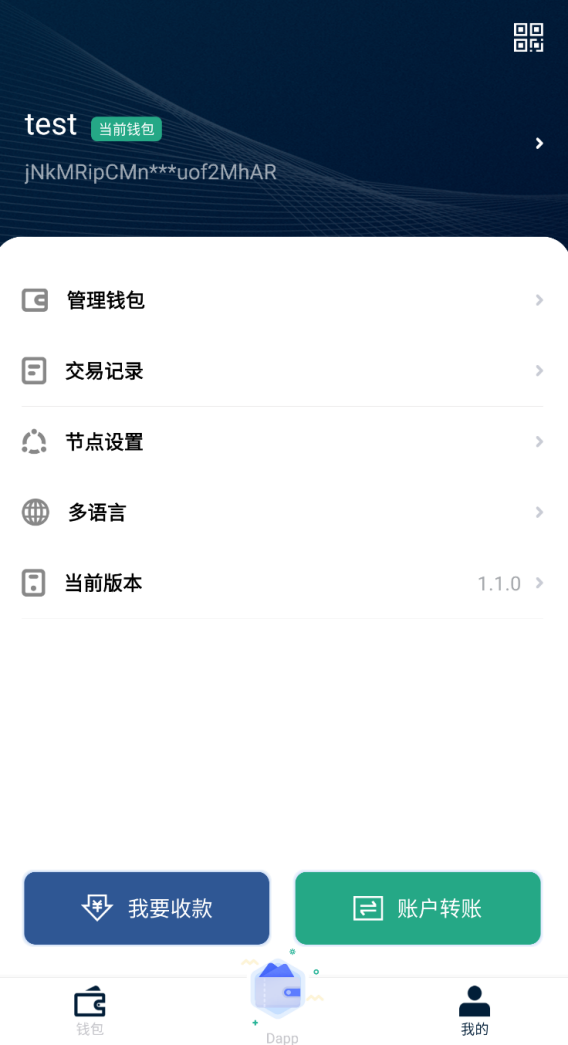 test 当前钱包
jNkMRipCMn***uof2MhAR
管理钱包
交易记录
节点设置
多语言
当前版本 1.1.0
我要收款 账户转账
钱包 Dapp 我的